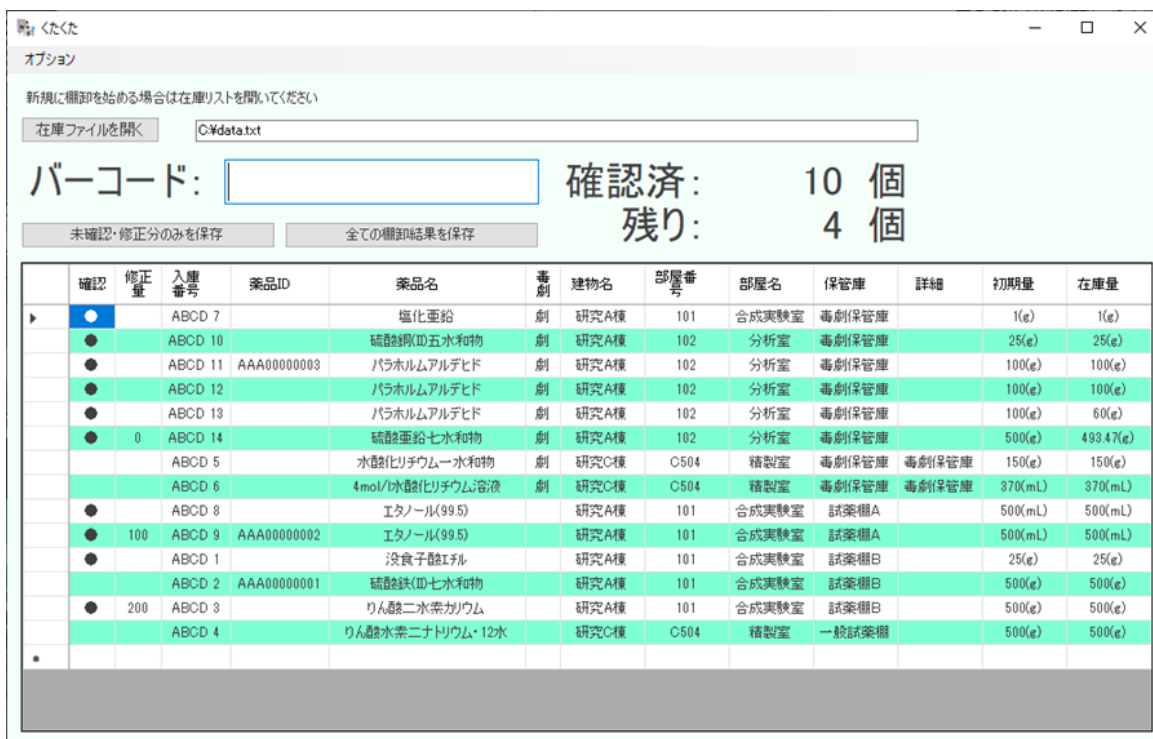 くたくた
オプション
新規に棚卸を始める場合は在庫リストを開いてください
在庫ファイルを開く C:¥data.txt
バーコード: 確認済: 10 個
残り: 4 個
未確認・修正分のみを保存 全ての棚卸結果を保存
確認 修正量 入庫番号 薬品ID 薬品名 毒劇 建物名 部屋番号 部屋名 保管庫 詳細 初期量 在庫量
● ABCD 7 塩化亜鉛 劇 研究A棟 101 合成実験室 毒劇保管庫 1(g) 1(g)
● ABCD 10 硫酸銅(II)五水和物 劇 研究A棟 102 分析室 毒劇保管庫 25(g) 25(g)
● ABCD 11 AAA00000003 パラホルムアルデヒド 劇 研究A棟 102 分析室 毒劇保管庫 100(g) 100(g)
● ABCD 12 パラホルムアルデヒド 劇 研究A棟 102 分析室 毒劇保管庫 100(g) 100(g)
● ABCD 13 パラホルムアルデヒド 劇 研究A棟 102 分析室 毒劇保管庫 100(g) 60(g)
● 0 ABCD 14 硫酸亜鉛七水和物 劇 研究A棟 102 分析室 毒劇保管庫 500(g) 493.47(g)
ABCD 5 水酸化リチウム一水和物 劇 研究C棟 C504 精製室 毒劇保管庫 毒劇保管庫 150(g) 150(g)
ABCD 6 4mol/l水酸化リチウム溶液 劇 研究C棟 C504 精製室 毒劇保管庫 毒劇保管庫 370(mL) 370(mL)
● ABCD 8 エタノール(99.5) 研究A棟 101 合成実験室 試薬棚A 500(mL) 500(mL)
● 100 ABCD 9 AAA00000002 エタノール(99.5) 研究A棟 101 合成実験室 試薬棚A 500(mL) 500(mL)
● ABCD 1 没食子酸エチル 研究A棟 101 合成実験室 試薬棚B 25(g) 25(g)
ABCD 2 AAA00000001 硫酸鉄(II)七水和物 研究A棟 101 合成実験室 試薬棚B 500(g) 500(g)
● 200 ABCD 3 りん酸二水素カリウム 研究A棟 101 合成実験室 試薬棚B 500(g) 500(g)
ABCD 4 りん酸水素二ナトリウム・12水 研究C棟 C504 精製室 一般試薬棚 500(g) 500(g)